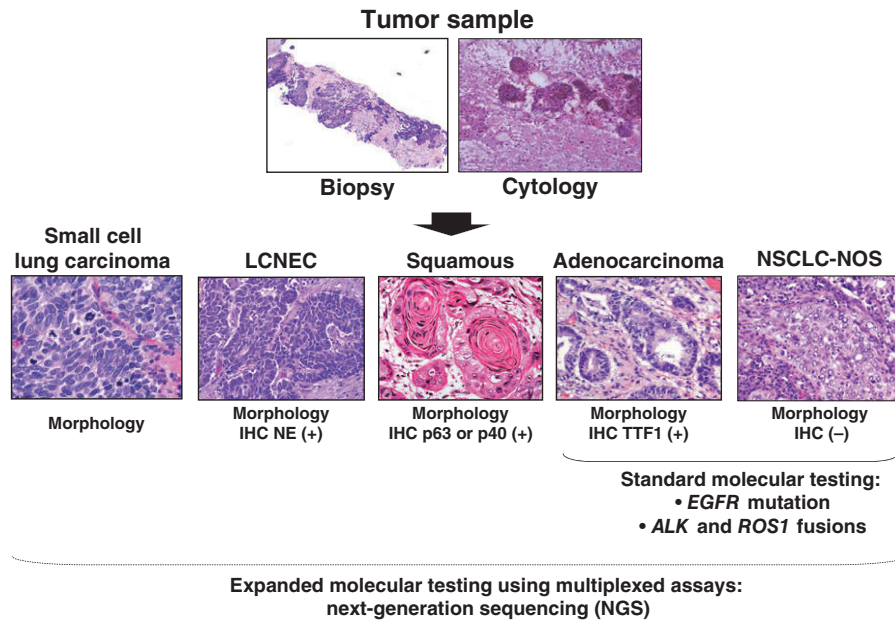 Tumor sample
Biopsy
Cytology
Small cell
lung carcinoma
LCNEC
Squamous
Adenocarcinoma
NSCLC-NOS
Morphology
Morphology
IHC NE (+)
Morphology
IHC p63 or p40 (+)
Morphology
IHC TTF1 (+)
Morphology
IHC (–)
Standard molecular testing:
• EGFR mutation
• ALK and ROS1 fusions
Expanded molecular testing using multiplexed assays:
next-generation sequencing (NGS)